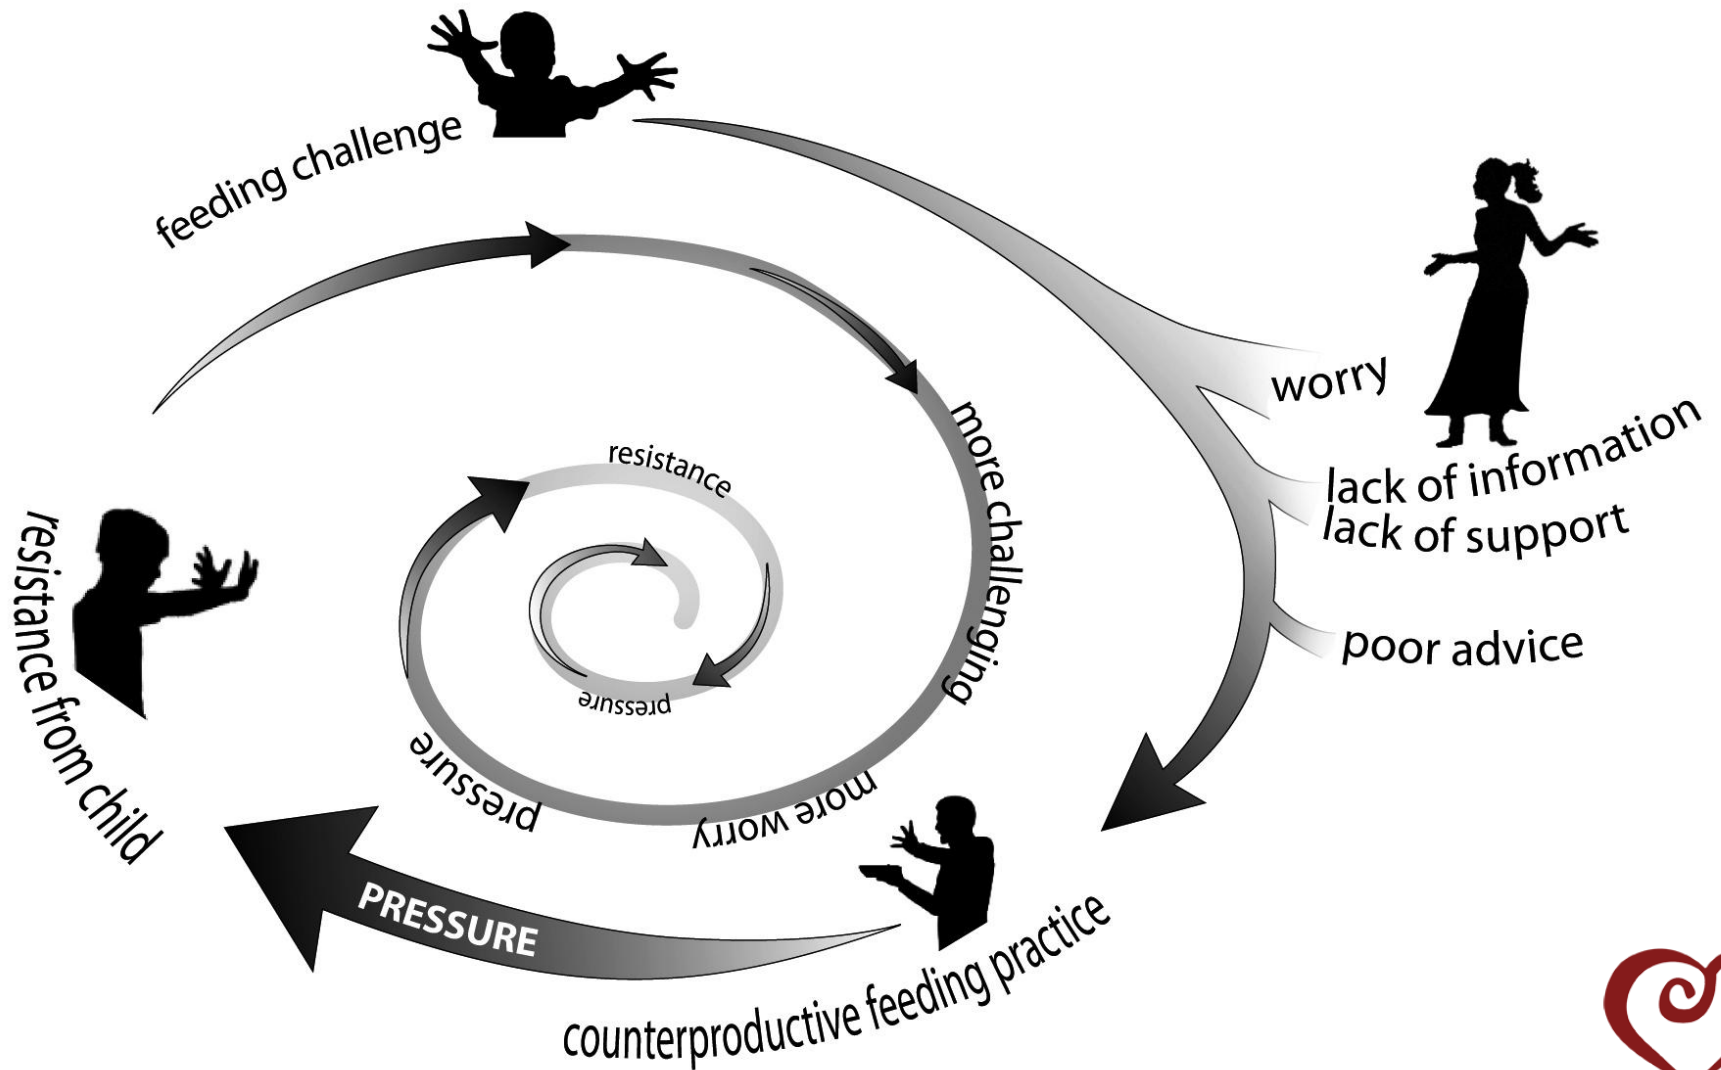 feeding challenge
worry
lack of information
lack of support
poor advice
counterproductive feeding practice
PRESSURE
resistance from child
more challenging
more worry
pressure
resistance
pressure